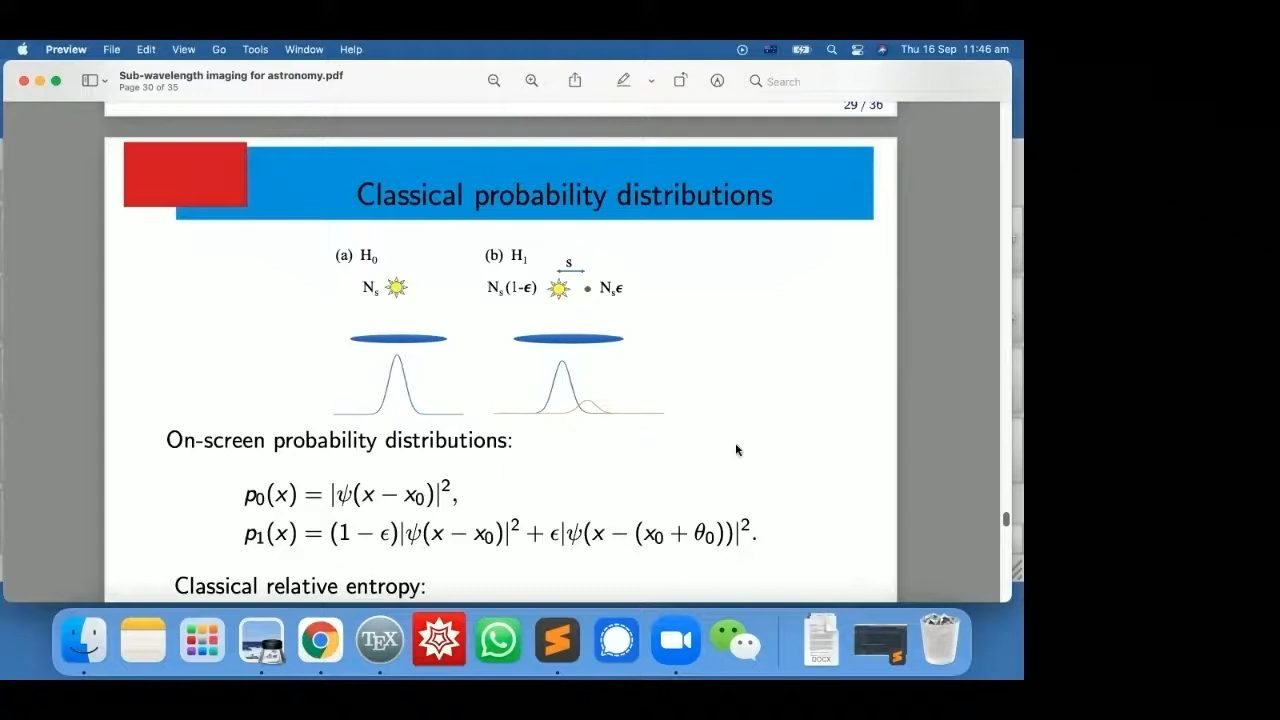 Preview File Edit View Go Tools Window Help Thu 16 Sep 11:46 am
Sub-wavelength imaging for astronomy.pdf
Page 30 of 35
Search
29 / 36
Classical probability distributions
(a) H₀ (b) H₁
s
Nₛ Nₛ(1-ϵ) Nₛϵ
On-screen probability distributions:
p₀(x) = |ψ(x − x₀)|²,
p₁(x) = (1 − ϵ)|ψ(x − x₀)|² + ϵ|ψ(x − (x₀ + θ₀))|².
Classical relative entropy:
TEX
DOCX